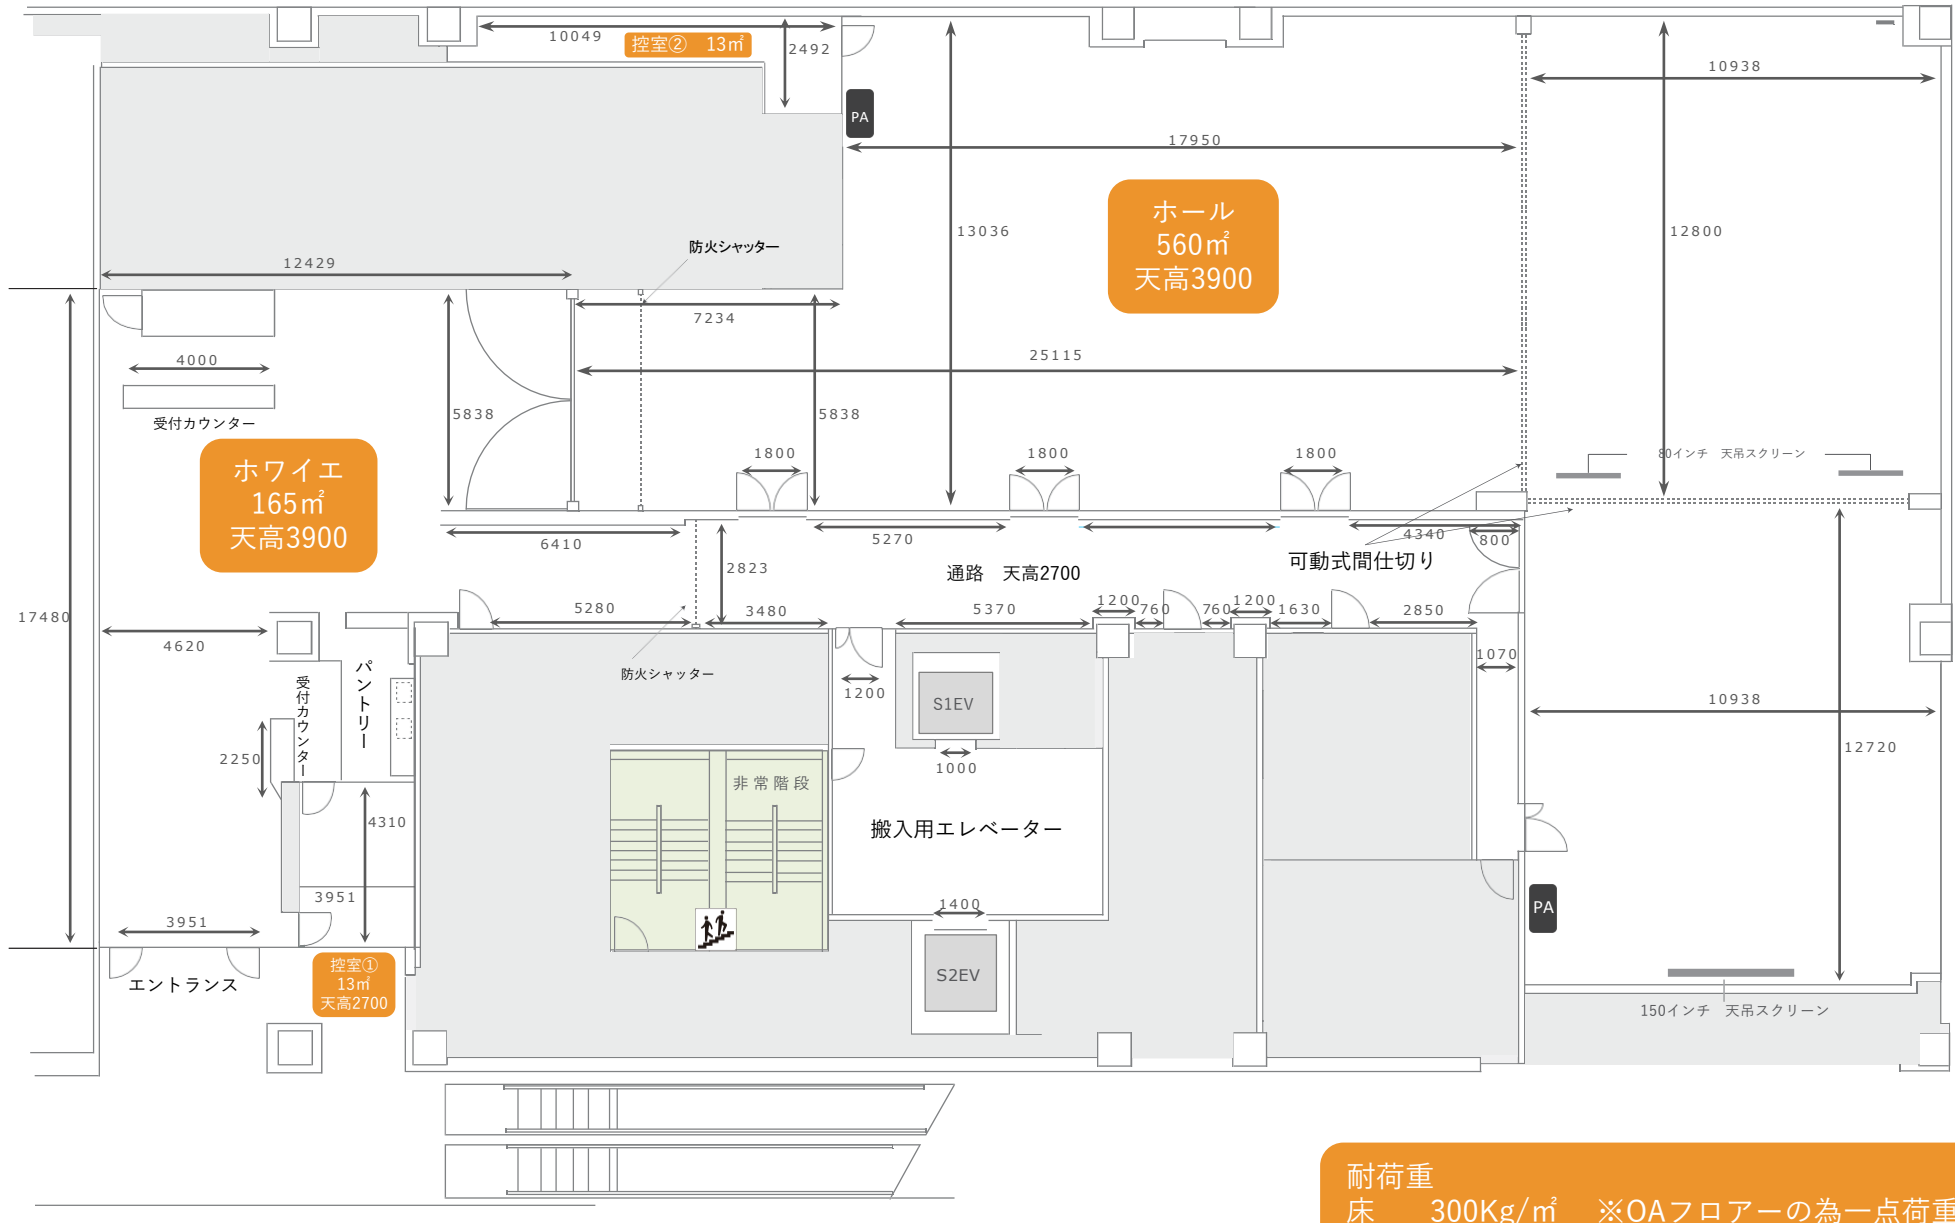 10049
控室② 13㎡
2492
10938
PA
17950
ホール
560㎡
天高3900
13036
12800
防火シャッター
12429
7234
25115
4000
5838
5838
受付カウンター
1800
1800
1800
80インチ 天吊スクリーン
ホワイエ
165㎡
天高3900
6410
5270
4340
800
2823
通路 天高2700
可動式間仕切り
17480
5280
3480
5370
1200
760
760
1200
1630
2850
4620
1070
防火シャッター
パントリー
受付カウンター
1200
S1EV
10938
2250
1000
12720
非常階段
4310
搬入用エレベーター
3951
1400
PA
3951
エントランス
控室①
13㎡
天高2700
S2EV
150インチ 天吊スクリーン
耐荷重
床 300Kg/㎡ ※OAフロアーの為一点荷重